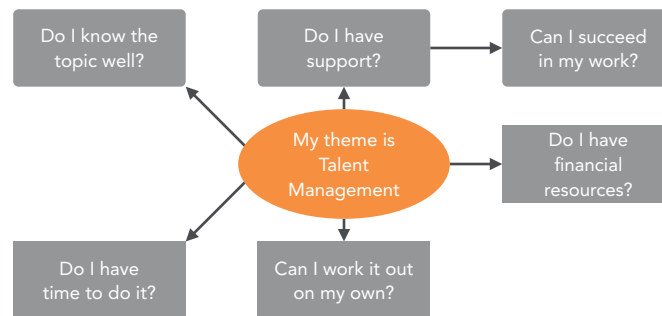 Do I know the
topic well?
Do I have
support?
Can I succeed
in my work?
My theme is
Talent
Management
Do I have
financial
resources?
Do I have
time to do it?
Can I work it out
on my own?